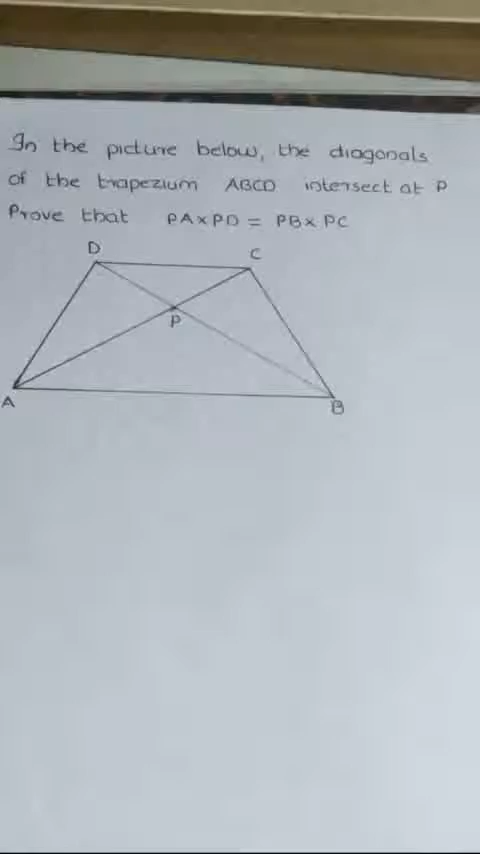 In the picture below, the diagonals
of the trapezium ABCD intersect at P
Prove that PA×PD = PB×PC
D
C
P
A
B